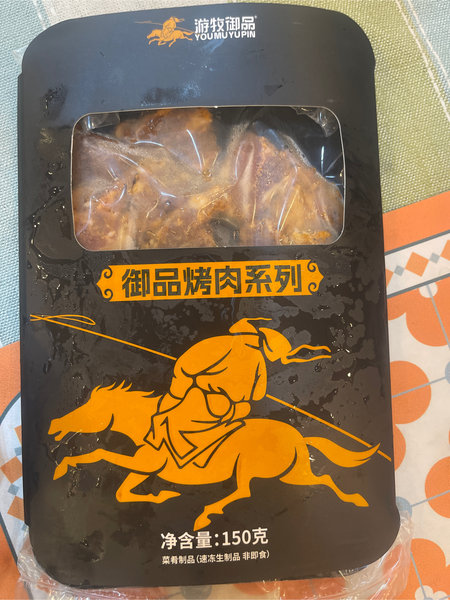 游牧御品®
YOUMUYUPIN
御品烤肉系列
净含量:150克
菜肴制品(速冻生制品 非即食)